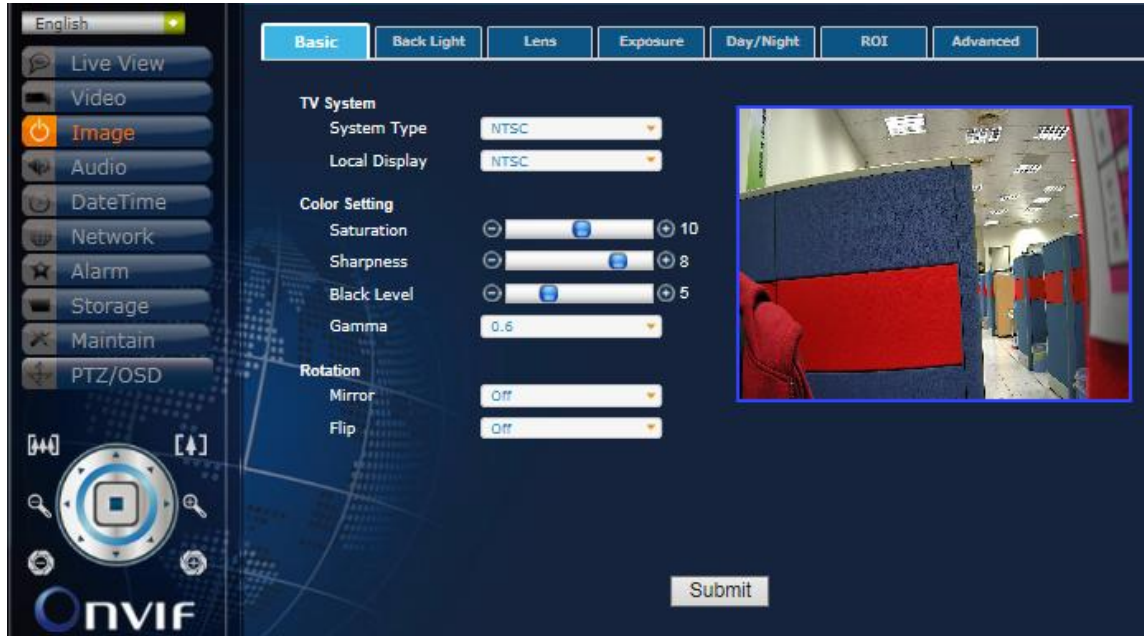 English
Live View
Video
Image
Audio
DateTime
Network
Alarm
Storage
Maintain
PTZ/OSD
ONVIF
Basic Back Light Lens Exposure Day/Night ROI Advanced
TV System
System Type NTSC
Local Display NTSC
Color Setting
Saturation 10
Sharpness 8
Black Level 5
Gamma 0.6
Rotation
Mirror Off
Flip Off
Submit